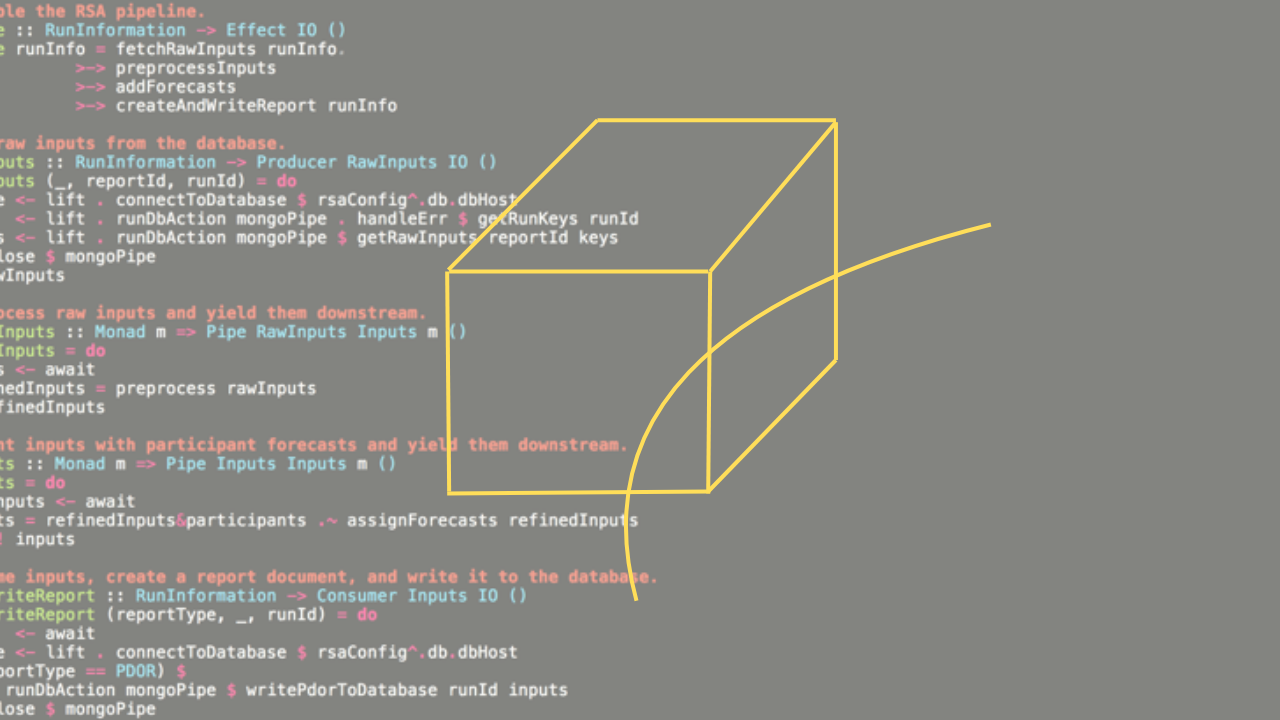 ble the RSA pipeline.
e :: RunInformation -> Effect IO ()
e runInfo = fetchRawInputs runInfo.
>-> preprocessInputs
>-> addForecasts
>-> createAndWriteReport runInfo
raw inputs from the database.
puts :: RunInformation -> Producer RawInputs IO ()
puts (_, reportId, runId) = do
e <- lift . connectToDatabase $ rsaConfig^.db.dbHost
<- lift . runDbAction mongoPipe . handleErr $ getRunKeys runId
s <- lift . runDbAction mongoPipe $ getRawInputs reportId keys
lose $ mongoPipe
wInputs
ocess raw inputs and yield them downstream.
Inputs :: Monad m => Pipe RawInputs Inputs m ()
Inputs = do
s <- await
nedInputs = preprocess rawInputs
finedInputs
nt inputs with participant forecasts and yield them downstream.
ts :: Monad m => Pipe Inputs Inputs m ()
ts = do
nputs <- await
ts = refinedInputs&participants .~ assignForecasts refinedInputs
! inputs
me inputs, create a report document, and write it to the database.
riteReport :: RunInformation -> Consumer Inputs IO ()
riteReport (reportType, _, runId) = do
<- await
e <- lift . connectToDatabase $ rsaConfig^.db.dbHost
portType == PDOR) $
runDbAction mongoPipe $ writePdorToDatabase runId inputs
lose $ mongoPipe